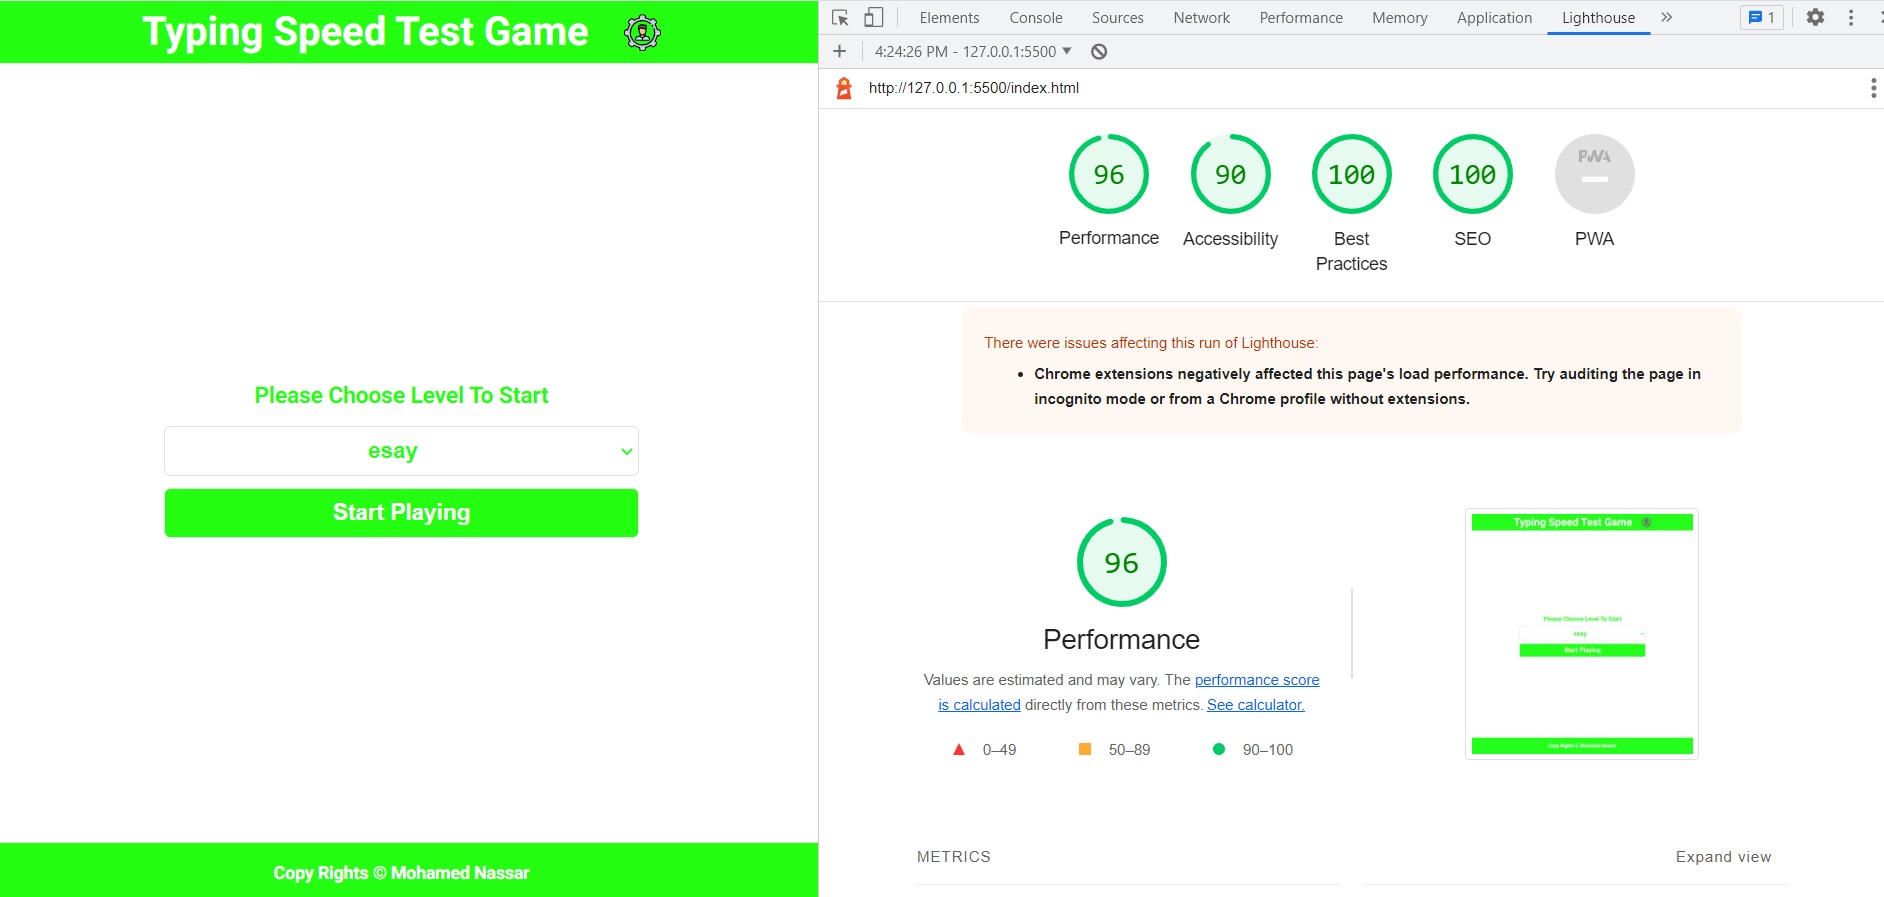 Typing Speed Test Game
Please Choose Level To Start
esay
Start Playing
Copy Rights © Mohamed Nassar
Elements Console Sources Network Performance Memory Application Lighthouse 1
4:24:26 PM - 127.0.0.1:5500
http://127.0.0.1:5500/index.html
96 90 100 100 PWA
Performance Accessibility Best Practices SEO PWA
There were issues affecting this run of Lighthouse:
• Chrome extensions negatively affected this page's load performance. Try auditing the page in
incognito mode or from a Chrome profile without extensions.
96
Performance
Values are estimated and may vary. The performance score
is calculated directly from these metrics. See calculator.
0–49 50–89 90–100
Typing Speed Test Game
Please Choose Level To Start
esay
Start Playing
Copy Rights © Mohamed Nassar
METRICS
Expand view